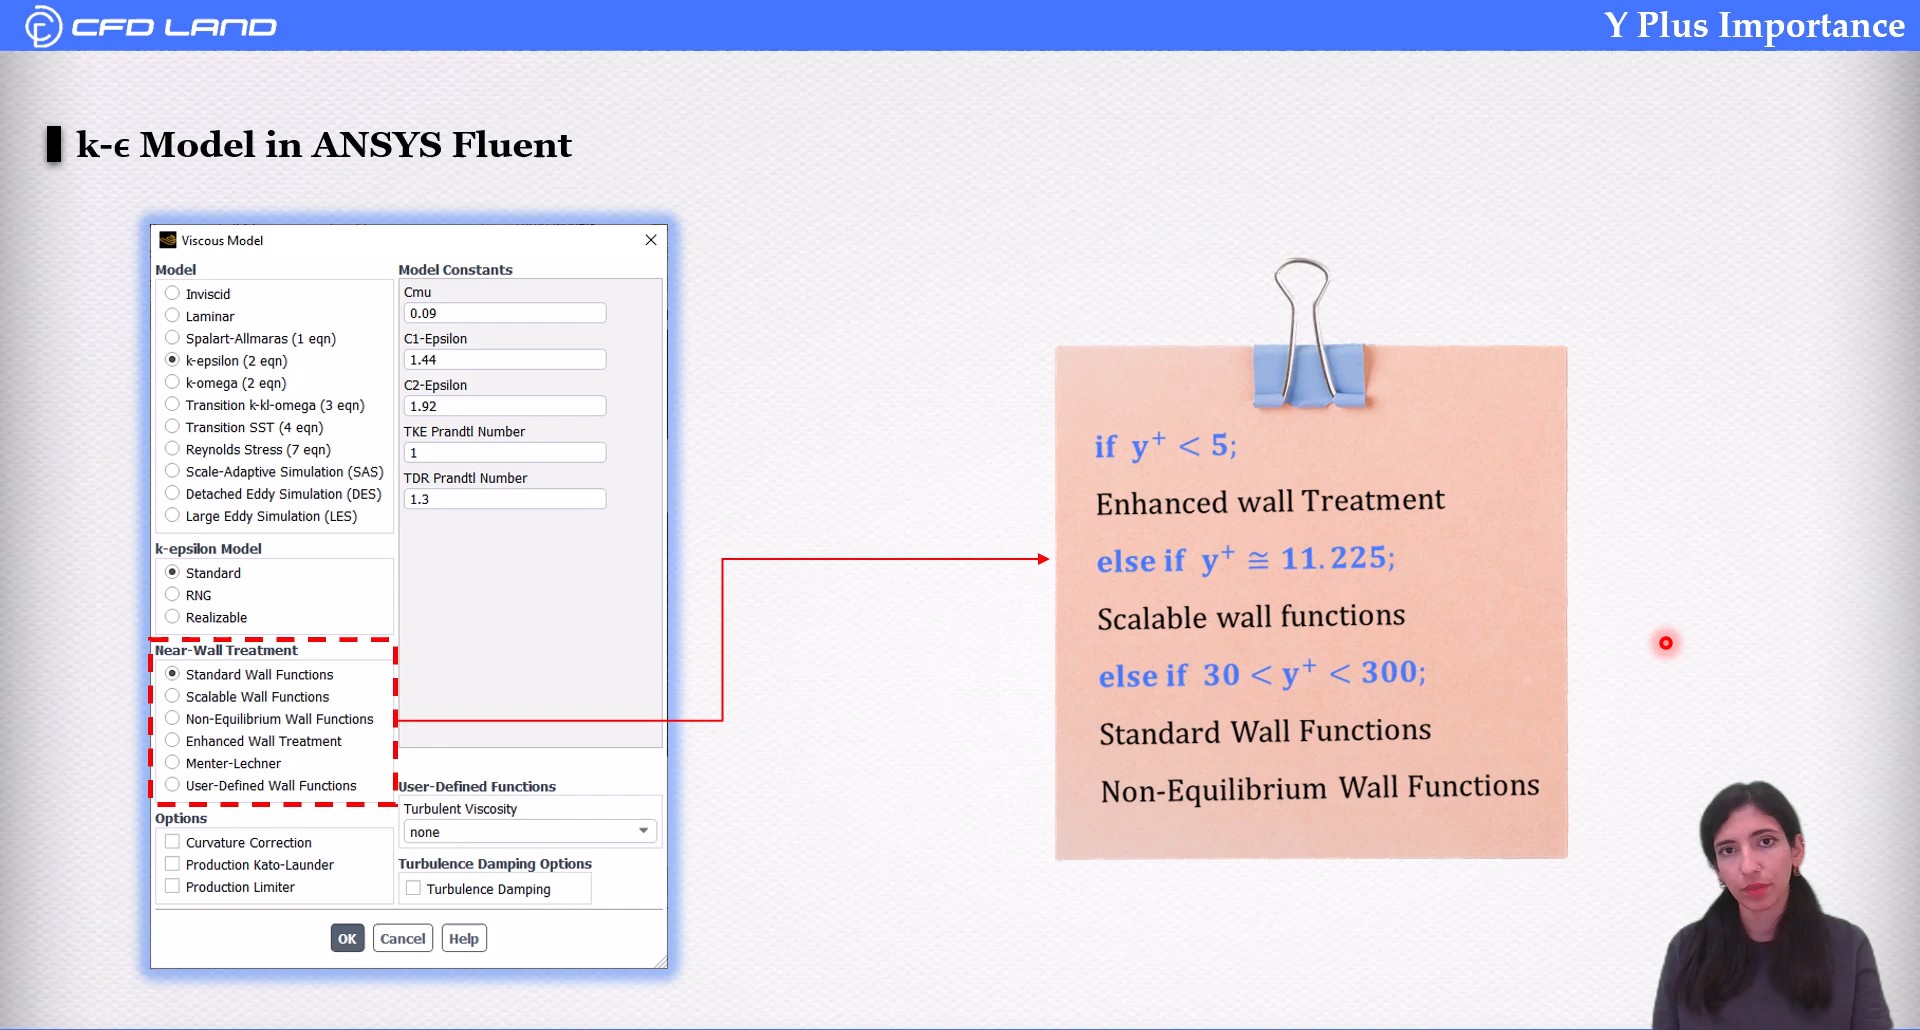 CFD LAND
Y Plus Importance
k-ϵ Model in ANSYS Fluent
Viscous Model
Model
Inviscid
Laminar
Spalart-Allmaras (1 eqn)
k-epsilon (2 eqn)
k-omega (2 eqn)
Transition k-kl-omega (3 eqn)
Transition SST (4 eqn)
Reynolds Stress (7 eqn)
Scale-Adaptive Simulation (SAS)
Detached Eddy Simulation (DES)
Large Eddy Simulation (LES)
k-epsilon Model
Standard
RNG
Realizable
Near-Wall Treatment
Standard Wall Functions
Scalable Wall Functions
Non-Equilibrium Wall Functions
Enhanced Wall Treatment
Menter-Lechner
User-Defined Wall Functions
Options
Curvature Correction
Production Kato-Launder
Production Limiter
Model Constants
Cmu
0.09
C1-Epsilon
1.44
C2-Epsilon
1.92
TKE Prandtl Number
1
TDR Prandtl Number
1.3
User-Defined Functions
Turbulent Viscosity
none
Turbulence Damping Options
Turbulence Damping
OK
Cancel
Help
if y⁺ < 5;
Enhanced wall Treatment
else if y⁺ ≅ 11.225;
Scalable wall functions
else if 30 < y⁺ < 300;
Standard Wall Functions
Non-Equilibrium Wall Functions